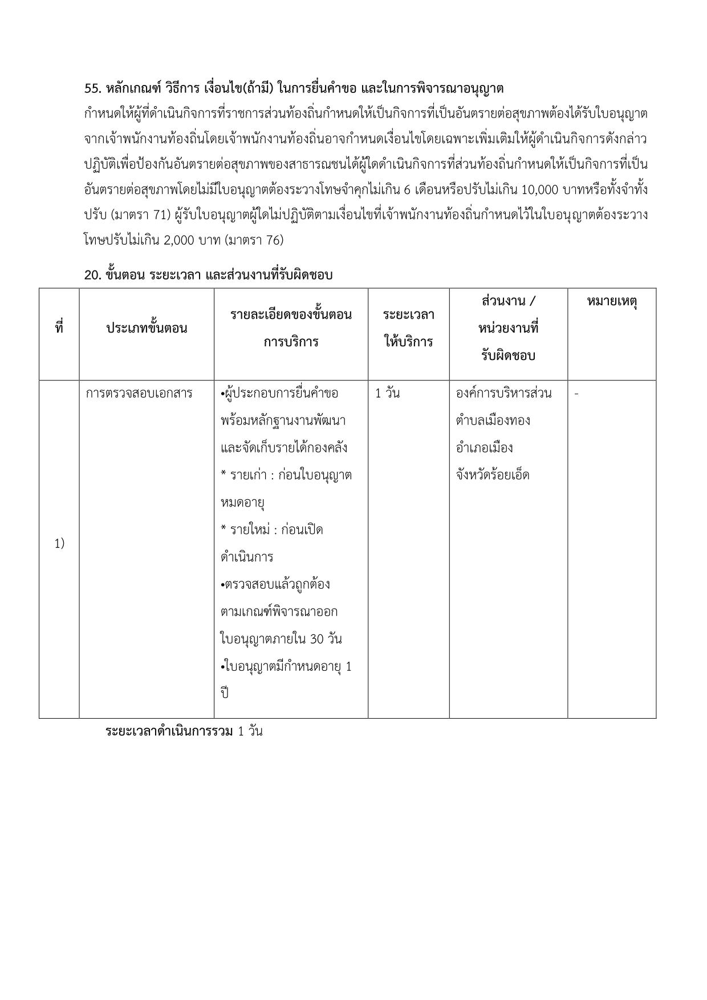 55. หลักเกณฑ์ วิธีการ เงื่อนไข(ถ้ามี) ในการยื่นคำขอ และในการพิจารณาอนุญาต
กำหนดให้ผู้ที่ดำเนินกิจการที่ราชการส่วนท้องถิ่นกำหนดให้เป็นกิจการที่เป็นอันตรายต่อสุขภาพต้องได้รับใบอนุญาต
จากเจ้าพนักงานท้องถิ่นโดยเจ้าพนักงานท้องถิ่นอาจกำหนดเงื่อนไขโดยเฉพาะเพิ่มเติมให้ผู้ดำเนินกิจการดังกล่าว
ปฏิบัติเพื่อป้องกันอันตรายต่อสุขภาพของสาธารณชนได้ผู้ใดดำเนินกิจการที่ส่วนท้องถิ่นกำหนดให้เป็นกิจการที่เป็น
อันตรายต่อสุขภาพโดยไม่มีใบอนุญาตต้องระวางโทษจำคุกไม่เกิน 6 เดือนหรือปรับไม่เกิน 10,000 บาทหรือทั้งจำทั้ง
ปรับ (มาตรา 71) ผู้รับใบอนุญาตผู้ใดไม่ปฏิบัติตามเงื่อนไขที่เจ้าพนักงานท้องถิ่นกำหนดไว้ในใบอนุญาตต้องระวาง
โทษปรับไม่เกิน 2,000 บาท (มาตรา 76)
20. ขั้นตอน ระยะเวลา และส่วนงานที่รับผิดชอบ
ที่
ประเภทขั้นตอน
รายละเอียดของขั้นตอน
การบริการ
ระยะเวลา
ให้บริการ
ส่วนงาน /
หน่วยงานที่
รับผิดชอบ
หมายเหตุ
1)
การตรวจสอบเอกสาร
•ผู้ประกอบการยื่นคำขอ
พร้อมหลักฐานงานพัฒนา
และจัดเก็บรายได้กองคลัง
* รายเก่า : ก่อนใบอนุญาต
หมดอายุ
* รายใหม่ : ก่อนเปิด
ดำเนินการ
•ตรวจสอบแล้วถูกต้อง
ตามเกณฑ์พิจารณาออก
ใบอนุญาตภายใน 30 วัน
•ใบอนุญาตมีกำหนดอายุ 1
ปี
1 วัน
องค์การบริหารส่วน
ตำบลเมืองทอง
อำเภอเมือง
จังหวัดร้อยเอ็ด
-
ระยะเวลาดำเนินการรวม 1 วัน